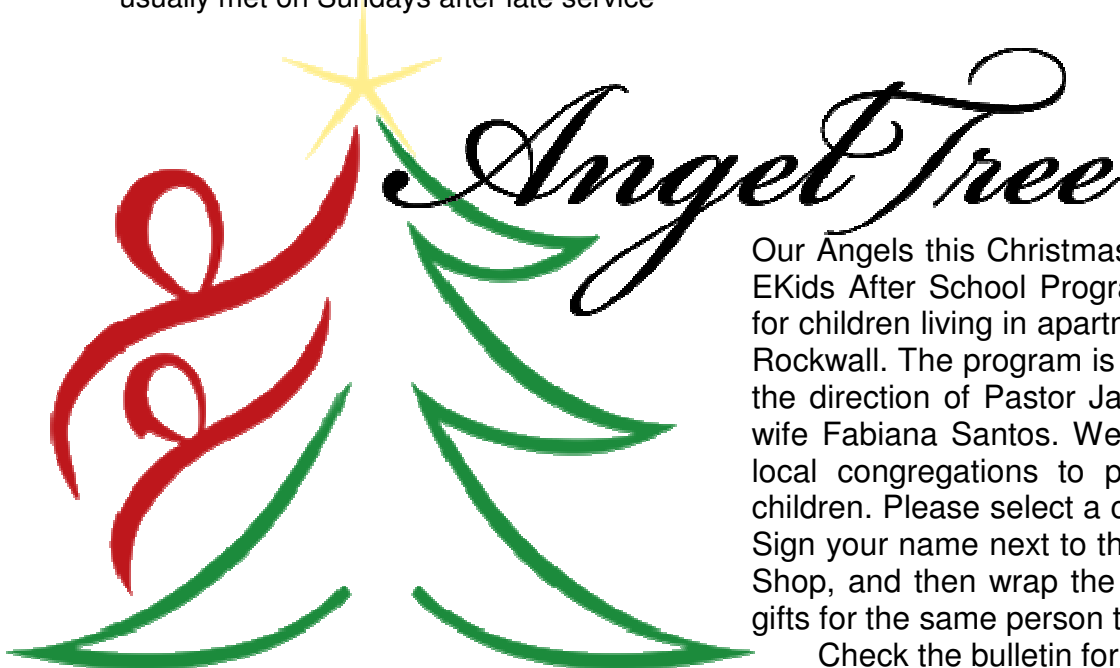 usually met on Sundays after late service
Angel Tree
Our Angels this Christmas
EKids After School Progra
for children living in apartm
Rockwall. The program is
the direction of Pastor Ja
wife Fabiana Santos. We
local congregations to p
children. Please select a c
Sign your name next to th
Shop, and then wrap the
gifts for the same person t
Check the bulletin for